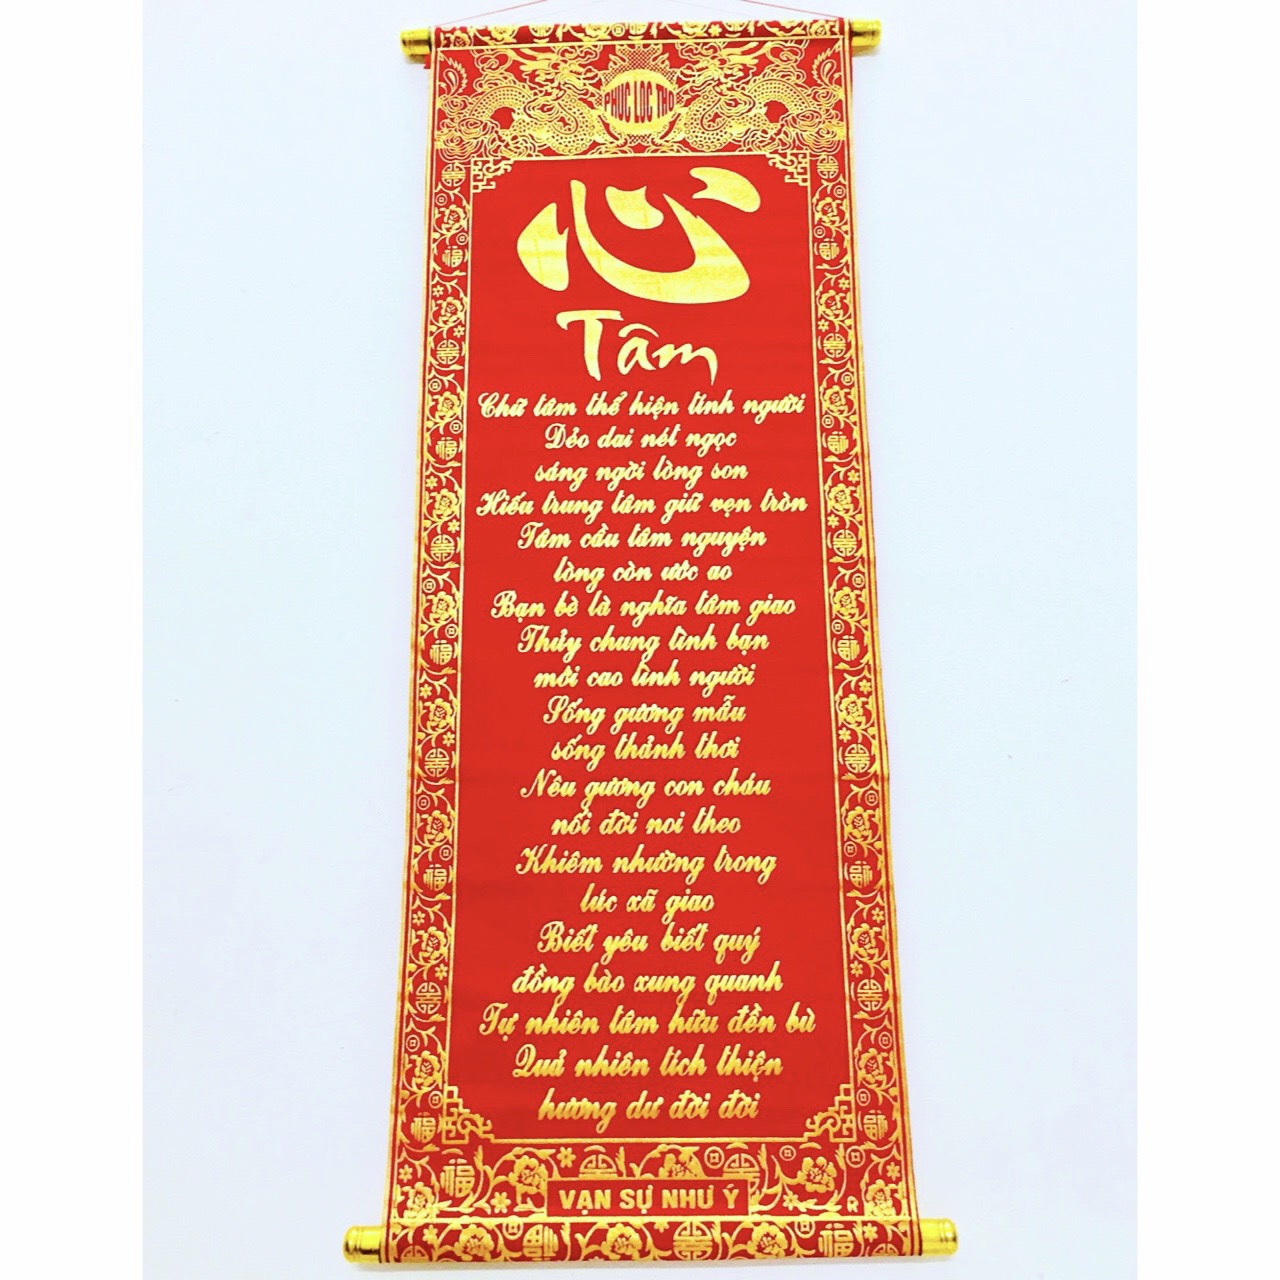 PHUC LOC THO
心
Tâm
Chữ tâm thể hiện tính người
Dẻo dai nét ngọc
sáng ngời lòng son
Hiếu trung tâm giữ vẹn tròn
Tâm cầu tâm nguyện
lòng còn ước ao
Bạn bè là nghĩa tâm giao
Thủy chung tình bạn
mới cao tình người
Sống gương mẫu
sống thảnh thơi
Nêu gương con cháu
nối đời noi theo
Khiêm nhường trong
lúc xã giao
Biết yêu biết quý
đồng bào xung quanh
Tự nhiên tâm hữu đền bù
Quả nhiên tích thiện
hương dư đời đời
VẠN SỰ NHƯ Ý
R